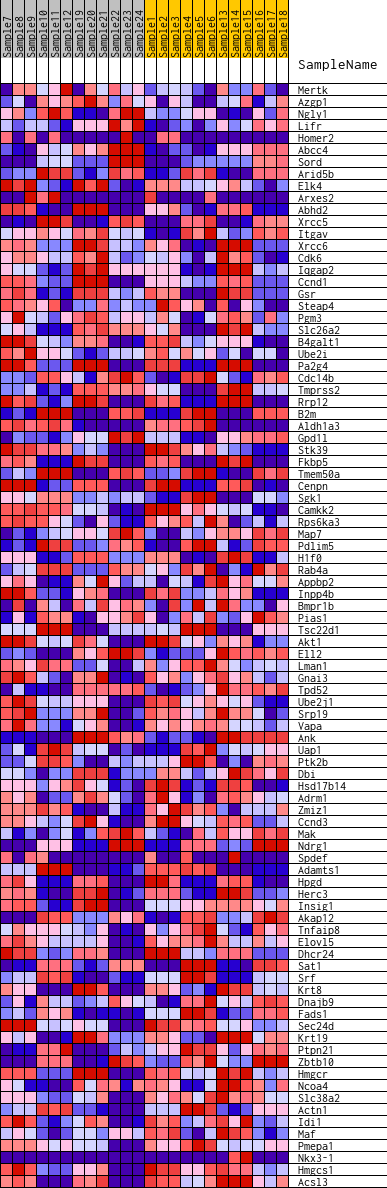 Sample7
Sample8
Sample9
Sample10
Sample11
Sample12
Sample19
Sample20
Sample21
Sample22
Sample23
Sample24
Sample1
Sample2
Sample3
Sample4
Sample5
Sample6
Sample13
Sample14
Sample15
Sample16
Sample17
Sample18
SampleName
Mertk
Azgp1
Ngly1
Lifr
Homer2
Abcc4
Sord
Arid5b
Elk4
Arxes2
Abhd2
Xrcc5
Itgav
Xrcc6
Cdk6
Iqgap2
Ccnd1
Gsr
Steap4
Pgm3
Slc26a2
B4galt1
Ube2i
Pa2g4
Cdc14b
Tmprss2
Rrp12
B2m
Aldh1a3
Gpd1l
Stk39
Fkbp5
Tmem50a
Cenpn
Sgk1
Camkk2
Rps6ka3
Map7
Pdlim5
H1f0
Rab4a
Appbp2
Inpp4b
Bmpr1b
Pias1
Tsc22d1
Akt1
Ell2
Lman1
Gnai3
Tpd52
Ube2j1
Srp19
Vapa
Ank
Uap1
Ptk2b
Dbi
Hsd17b14
Adrm1
Zmiz1
Ccnd3
Mak
Ndrg1
Spdef
Adamts1
Hpgd
Herc3
Insig1
Akap12
Tnfaip8
Elovl5
Dhcr24
Sat1
Srf
Krt8
Dnajb9
Fads1
Sec24d
Krt19
Ptpn21
Zbtb10
Hmgcr
Ncoa4
Slc38a2
Actn1
Idi1
Maf
Pmepa1
Nkx3-1
Hmgcs1
Acsl3